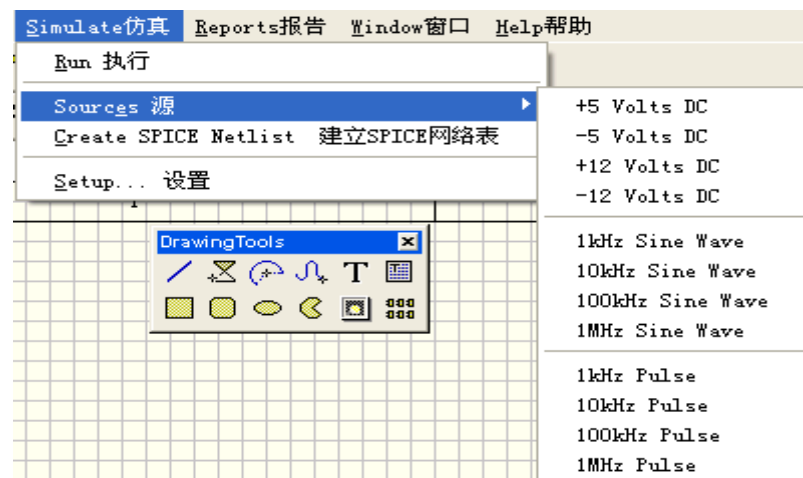 Simulate仿真 Reports报告 Window窗口 Help帮助
Run 执行
Sources 源
Create SPICE Netlist 建立SPICE网络表
Setup... 设置
+5 Volts DC
-5 Volts DC
+12 Volts DC
-12 Volts DC
1kHz Sine Wave
10kHz Sine Wave
100kHz Sine Wave
1MHz Sine Wave
1kHz Pulse
10kHz Pulse
100kHz Pulse
1MHz Pulse
DrawingTools
T